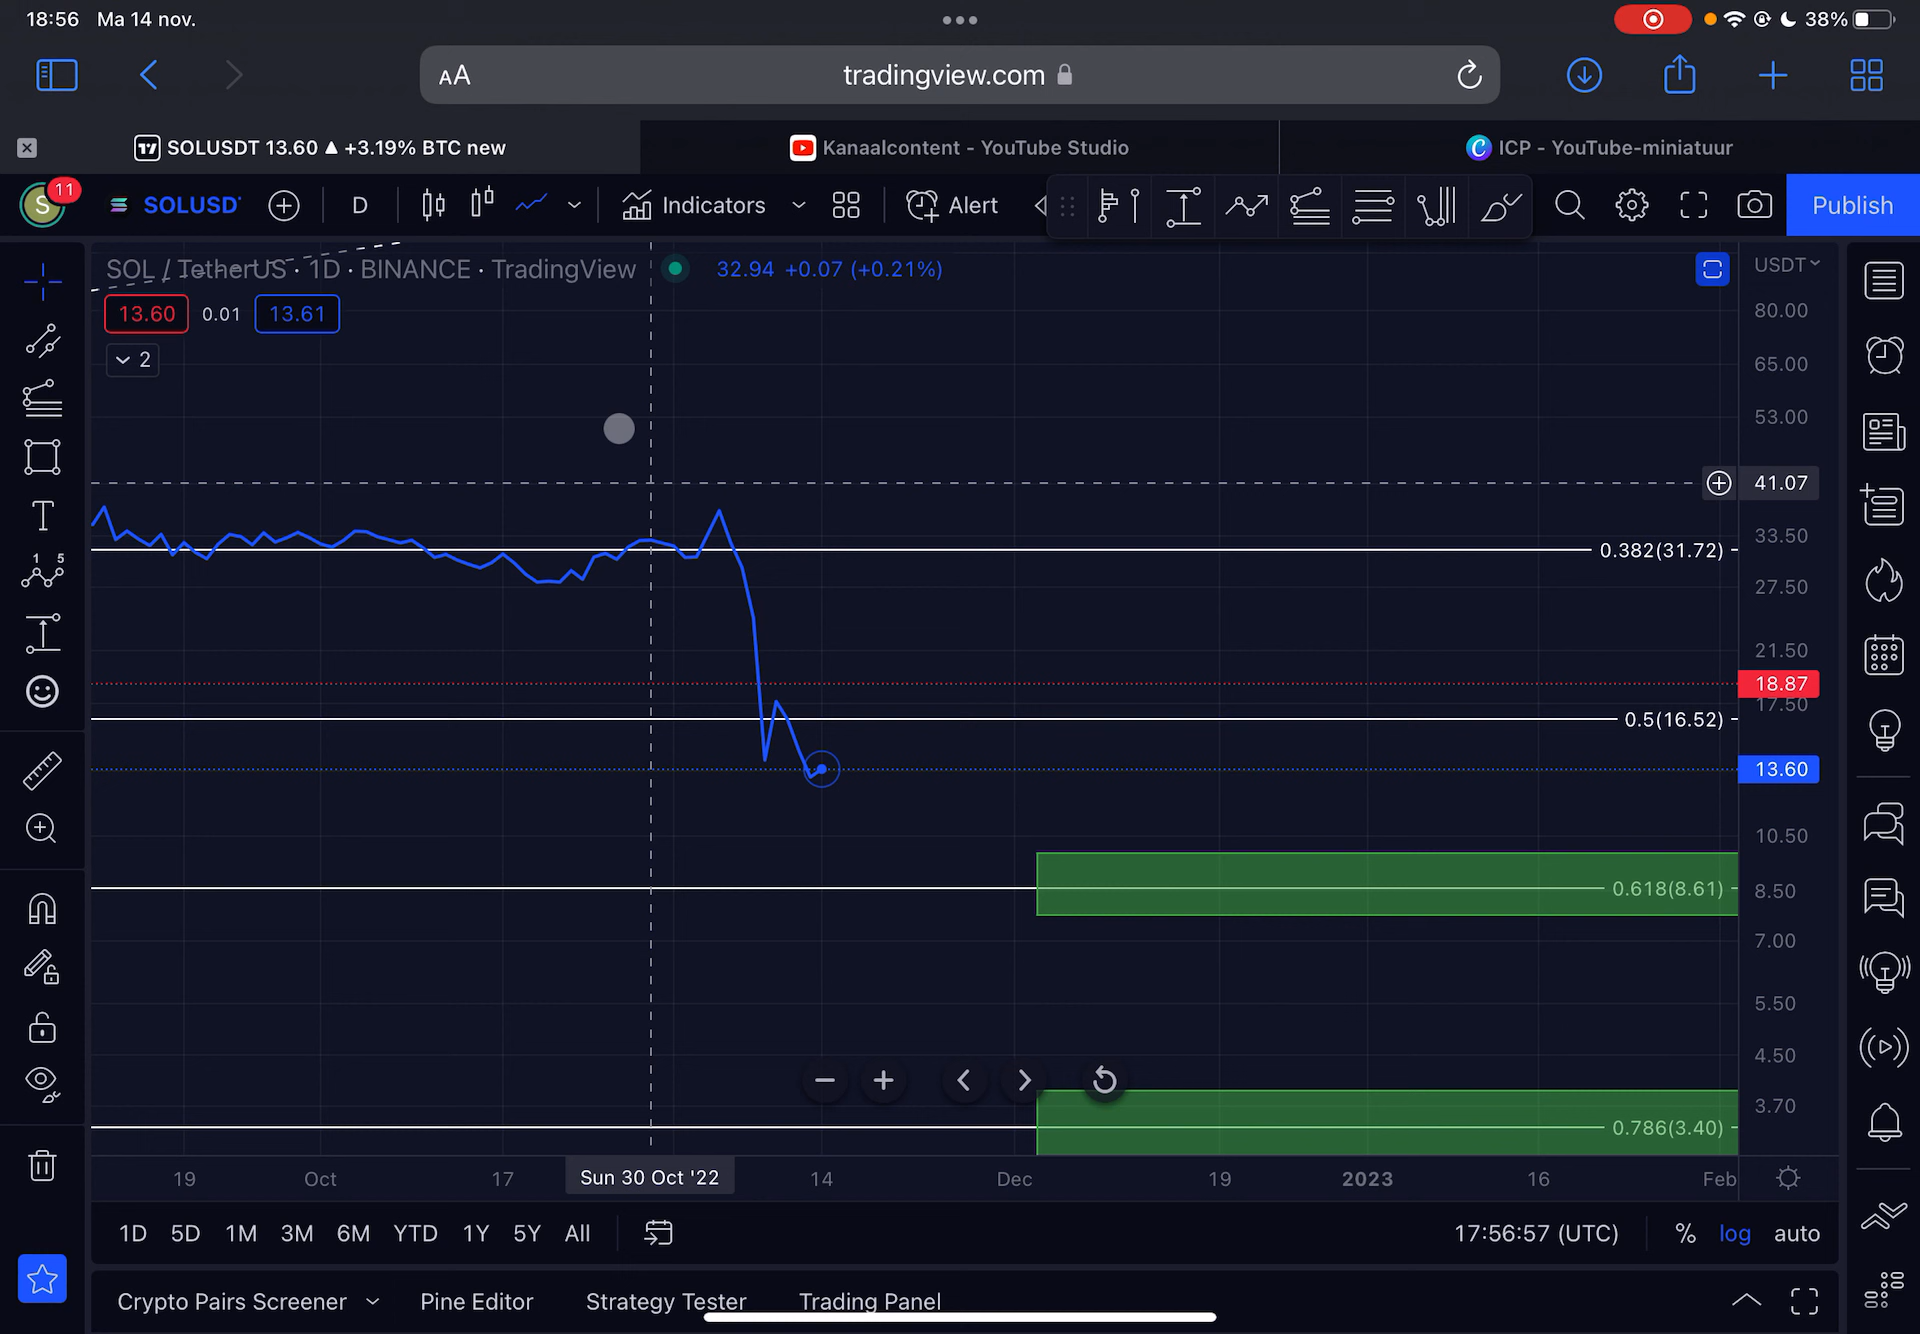 18:56 Ma 14 nov.
38%
AA tradingview.com
SOLUSDT 13.60 ▲ +3.19% BTC new
Kanaalcontent - YouTube Studio
ICP - YouTube-miniatuur
S 11 SOLUSD D Indicators Alert Publish
SOL / TetherUS · 1D · BINANCE · TradingView 32.94 +0.07 (+0.21%)
USDT
13.60 0.01 13.61
2
80.00
65.00
53.00
41.07
33.50
0.382(31.72)
27.50
21.50
18.87
17.50
0.5(16.52)
13.60
10.50
0.618(8.61)
8.50
7.00
5.50
4.50
3.70
0.786(3.40)
19 Oct 17 Sun 30 Oct '22 14 Dec 19 2023 16 Feb
1D 5D 1M 3M 6M YTD 1Y 5Y All 17:56:57 (UTC) % log auto
Crypto Pairs Screener Pine Editor Strategy Tester Trading Panel